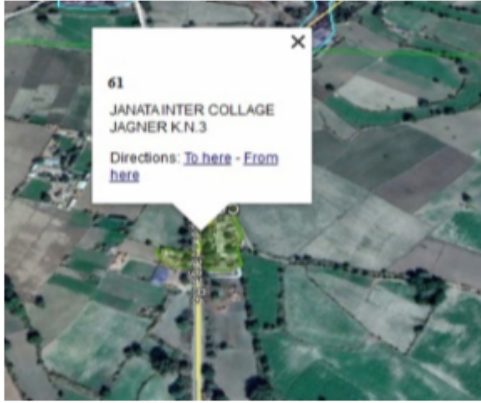 61
JANATA INTER COLLAGE
JAGNER K.N.3
Directions: To here - From
here